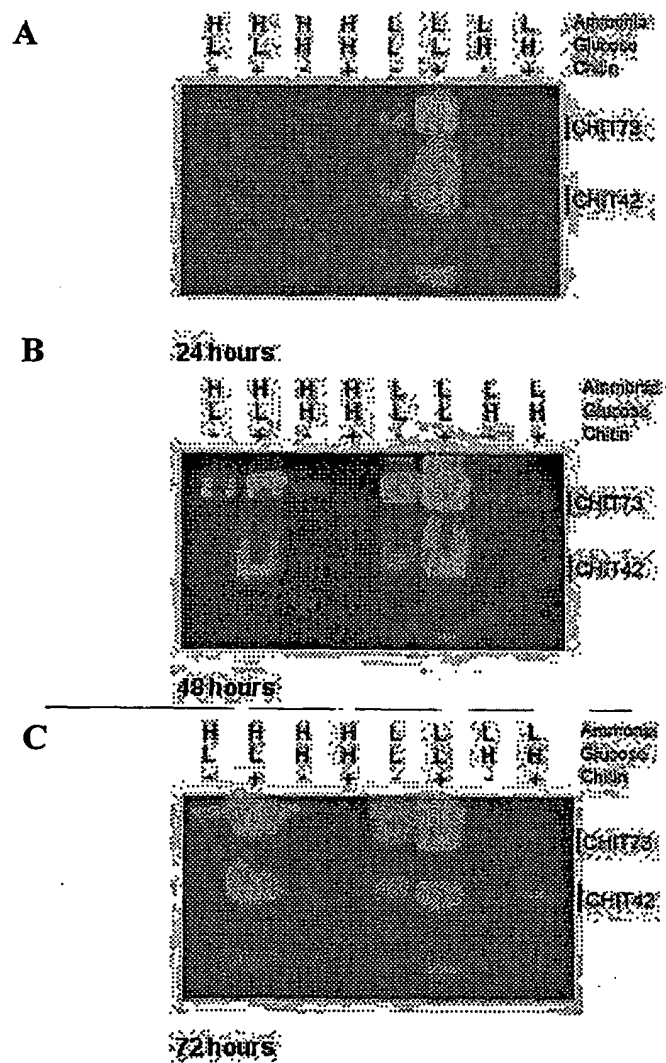 A
H H H H L L L L Ammonia
L L H H L L H H Glucose
- + - + - + - + Chitin
CHIT73
CHIT42
24 hours
B
H H H H L L L L Ammonia
L L H H L L H H Glucose
- + - + - + - + Chitin
CHIT73
CHIT42
48 hours
C
H H H H L L L L Ammonia
L L H H L L H H Glucose
- + - + - + - + Chitin
CHIT73
CHIT42
72 hours